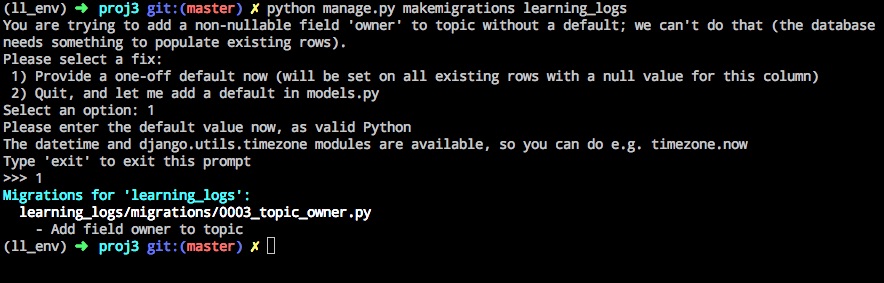 (ll_env) ➜ proj3 git:(master) ✗ python manage.py makemigrations learning_logs
You are trying to add a non-nullable field 'owner' to topic without a default; we can't do that (the database
needs something to populate existing rows).
Please select a fix:
 1) Provide a one-off default now (will be set on all existing rows with a null value for this column)
 2) Quit, and let me add a default in models.py
Select an option: 1
Please enter the default value now, as valid Python
The datetime and django.utils.timezone modules are available, so you can do e.g. timezone.now
Type 'exit' to exit this prompt
>>> 1
Migrations for 'learning_logs':
  learning_logs/migrations/0003_topic_owner.py
    - Add field owner to topic
(ll_env) ➜ proj3 git:(master) ✗